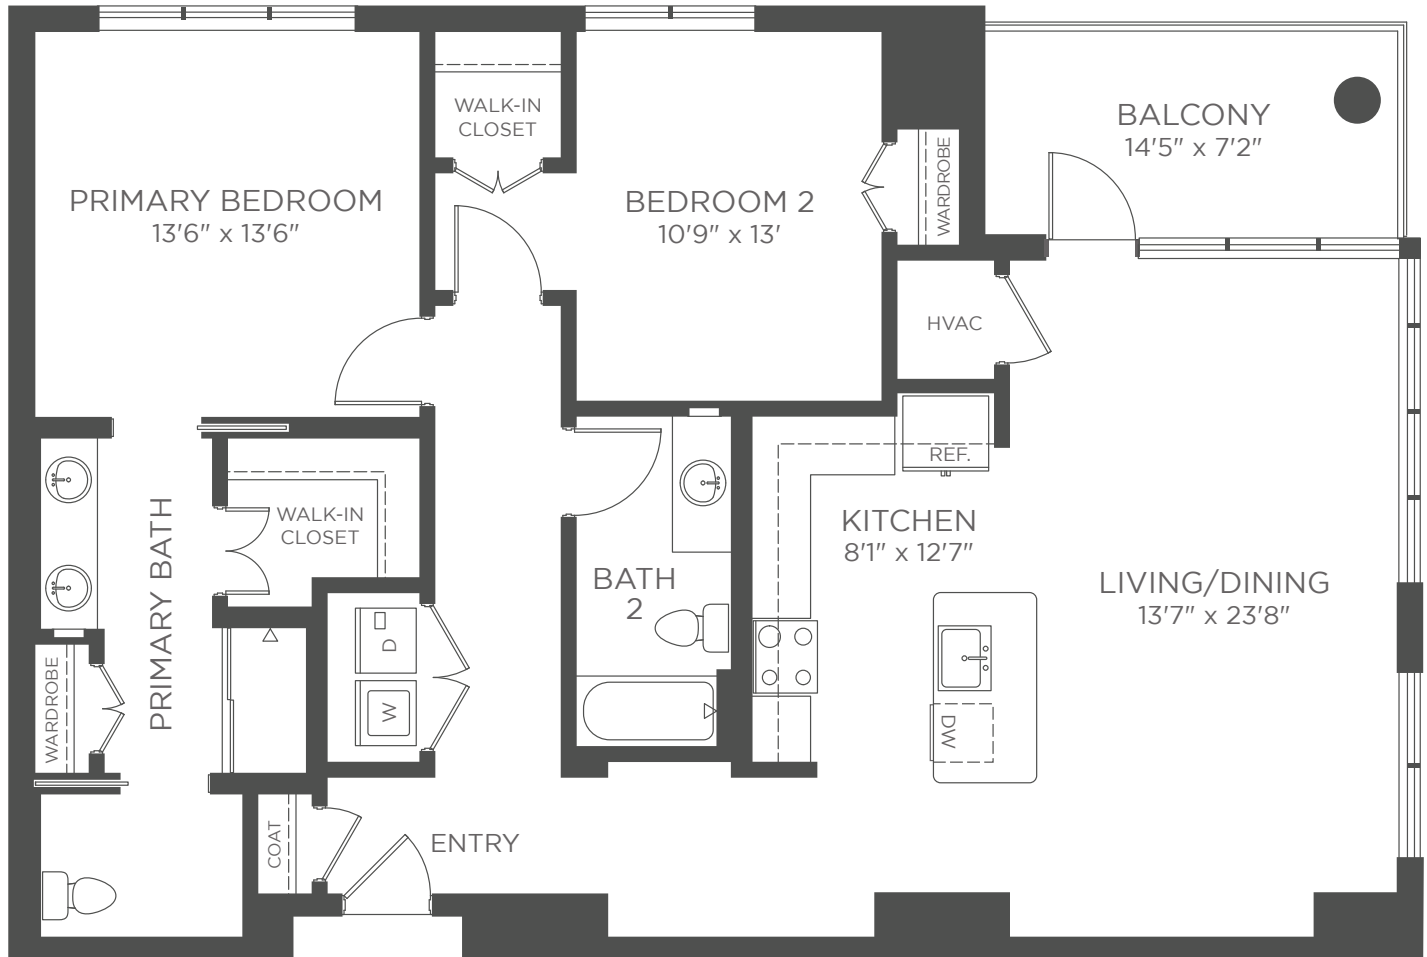 WALK-IN
CLOSET
WARDROBE
BALCONY
14'5" x 7'2"
PRIMARY BEDROOM
13'6" x 13'6"
BEDROOM 2
10'9" x 13'
HVAC
REF.
WALK-IN
CLOSET
KITCHEN
8'1" x 12'7"
PRIMARY BATH
BATH
2
LIVING/DINING
13'7" x 23'8"
D
W
WARDROBE
DW
COAT
ENTRY